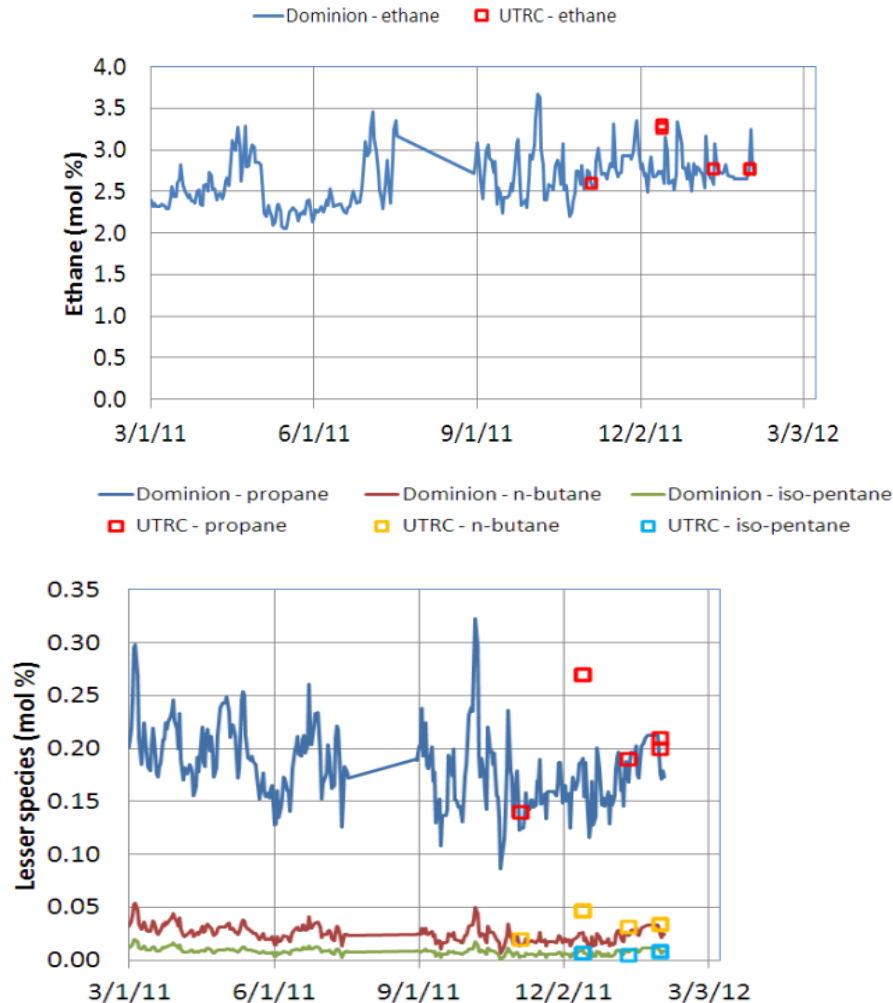 Dominion - ethane UTRC - ethane
Ethane (mol %)
4.0
3.5
3.0
2.5
2.0
1.5
1.0
0.5
0.0
3/1/11 6/1/11 9/1/11 12/2/11 3/3/12
Dominion - propane Dominion - n-butane Dominion - iso-pentane
UTRC - propane UTRC - n-butane UTRC - iso-pentane
Lesser species (mol %)
0.35
0.30
0.25
0.20
0.15
0.10
0.05
0.00
3/1/11 6/1/11 9/1/11 12/2/11 3/3/12